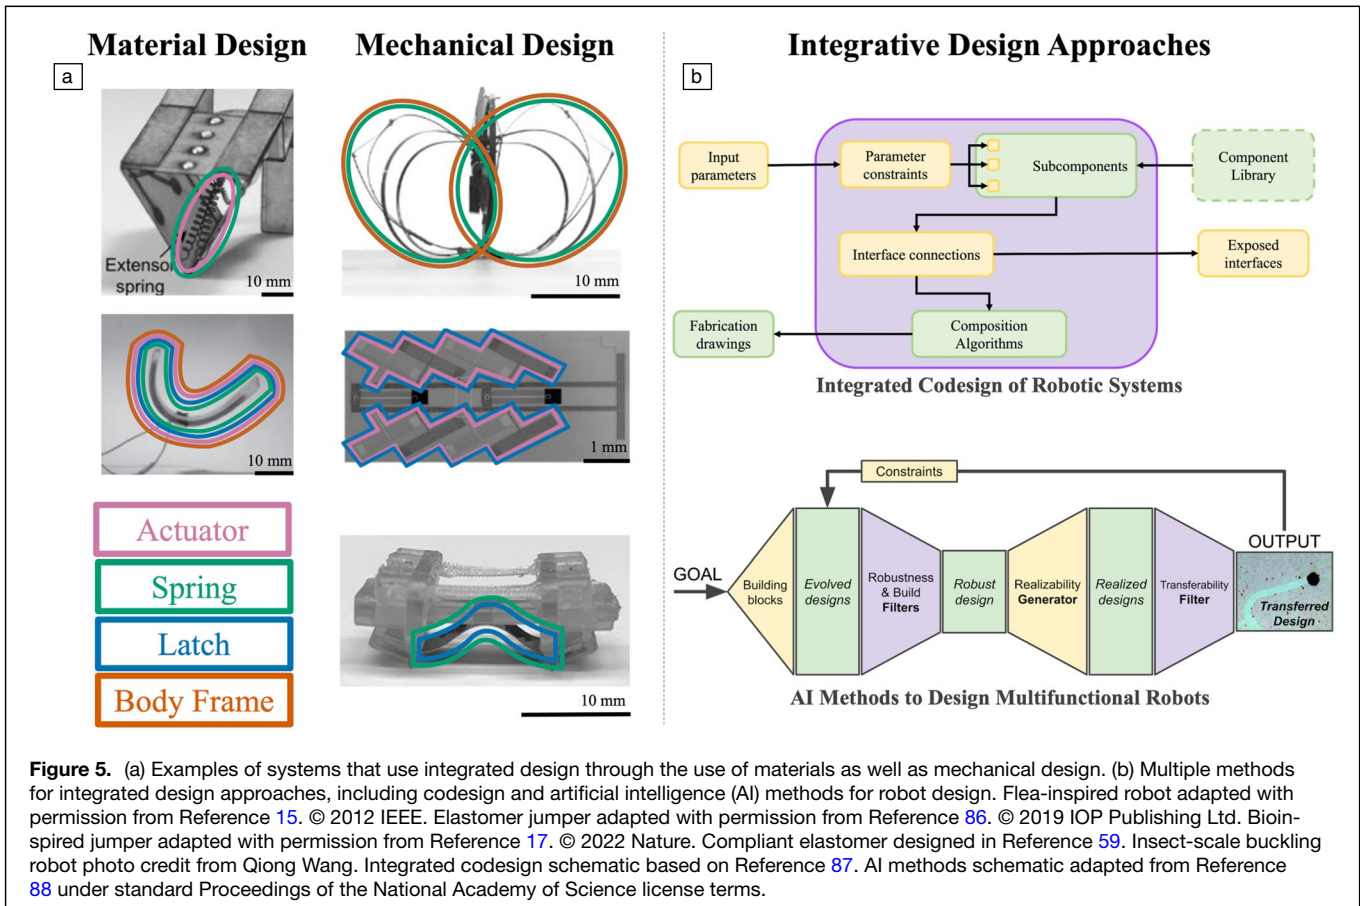 Material Design
Mechanical Design
Integrative Design Approaches
a
Extensor
spring
10 mm
10 mm
10 mm
1 mm
Actuator
Spring
Latch
Body Frame
10 mm
b
Input
parameters
Parameter
constraints
Subcomponents
Component
Library
Interface connections
Exposed
interfaces
Fabrication
drawings
Composition
Algorithms
Integrated Codesign of Robotic Systems
Constraints
GOAL
Building
blocks
Evolved
designs
Robustness
& Build
Filters
Robust
design
Realizability
Generator
Realized
designs
Transferability
Filter
OUTPUT
Transferred
Design
AI Methods to Design Multifunctional Robots
Figure 5. (a) Examples of systems that use integrated design through the use of materials as well as mechanical design. (b) Multiple methods
for integrated design approaches, including codesign and artificial intelligence (AI) methods for robot design. Flea-inspired robot adapted with
permission from Reference 15. © 2012 IEEE. Elastomer jumper adapted with permission from Reference 86. © 2019 IOP Publishing Ltd. Bioin-
spired jumper adapted with permission from Reference 17. © 2022 Nature. Compliant elastomer designed in Reference 59. Insect-scale buckling
robot photo credit from Qiong Wang. Integrated codesign schematic based on Reference 87. AI methods schematic adapted from Reference
88 under standard Proceedings of the National Academy of Science license terms.